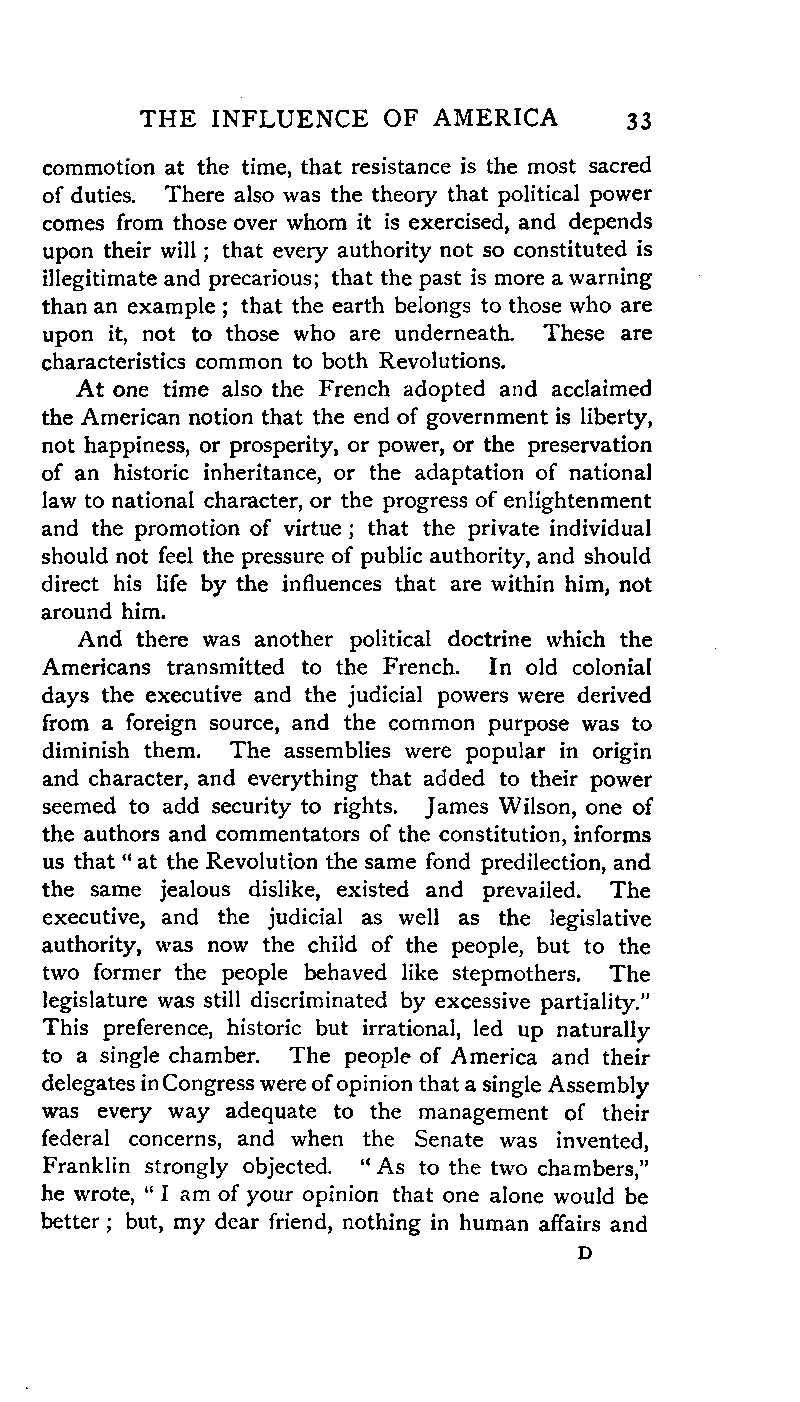 THE INFLUENCE OF AMERICA 33
commotion at the time, that resistance is the most sacred
of duties. There also was the theory that political power
comes from those over whom it is exercised, and depends
upon their will ; that every authority not so constituted is
illegitimate and precarious; that the past is more a warning
than an example ; that the earth belongs to those who are
upon it, not to those who are underneath. These are
characteristics common to both Revolutions.
At one time also the French adopted and acclaimed
the American notion that the end of government is liberty,
not happiness, or prosperity, or power, or the preservation
of an historic inheritance, or the adaptation of national
law to national character, or the progress of enlightenment
and the promotion of virtue ; that the private individual
should not feel the pressure of public authority, and should
direct his life by the influences that are within him, not
around him.
And there was another political doctrine which the
Americans transmitted to the French. In old colonial
days the executive and the judicial powers were derived
from a foreign source, and the common purpose was to
diminish them. The assemblies were popular in origin
and character, and everything that added to their power
seemed to add security to rights. James Wilson, one of
the authors and commentators of the constitution, informs
us that “ at the Revolution the same fond predilection, and
the same jealous dislike, existed and prevailed. The
executive, and the judicial as well as the legislative
authority, was now the child of the people, but to the
two former the people behaved like stepmothers. The
legislature was still discriminated by excessive partiality.”
This preference, historic but irrational, led up naturally
to a single chamber. The people of America and their
delegates in Congress were of opinion that a single Assembly
was every way adequate to the management of their
federal concerns, and when the Senate was invented,
Franklin strongly objected. “ As to the two chambers,”
he wrote, “ I am of your opinion that one alone would be
better ; but, my dear friend, nothing in human affairs and
D